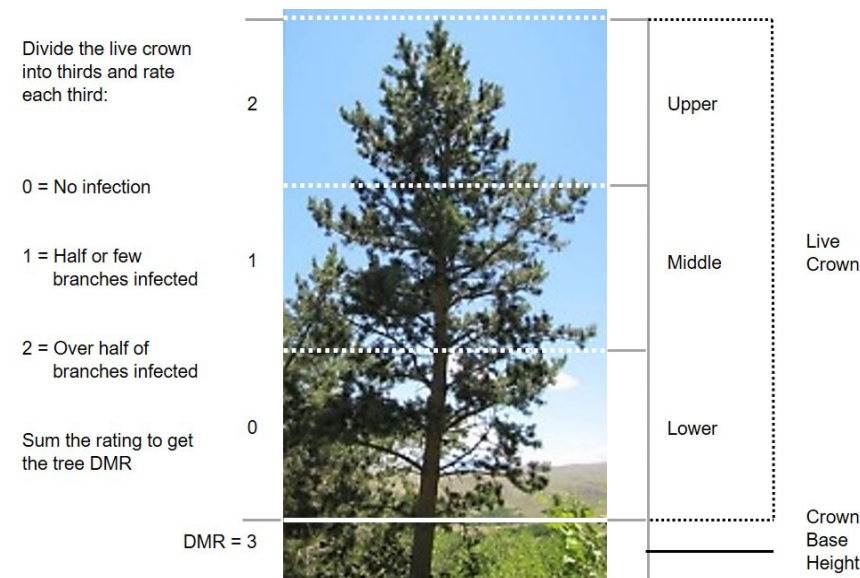 Divide the live crown
into thirds and rate
each third:
2
Upper
0 = No infection
1 = Half or few
branches infected
1
Middle
Live
Crown
2 = Over half of
branches infected
0
Lower
Sum the rating to get
the tree DMR
DMR = 3
Crown
Base
Height